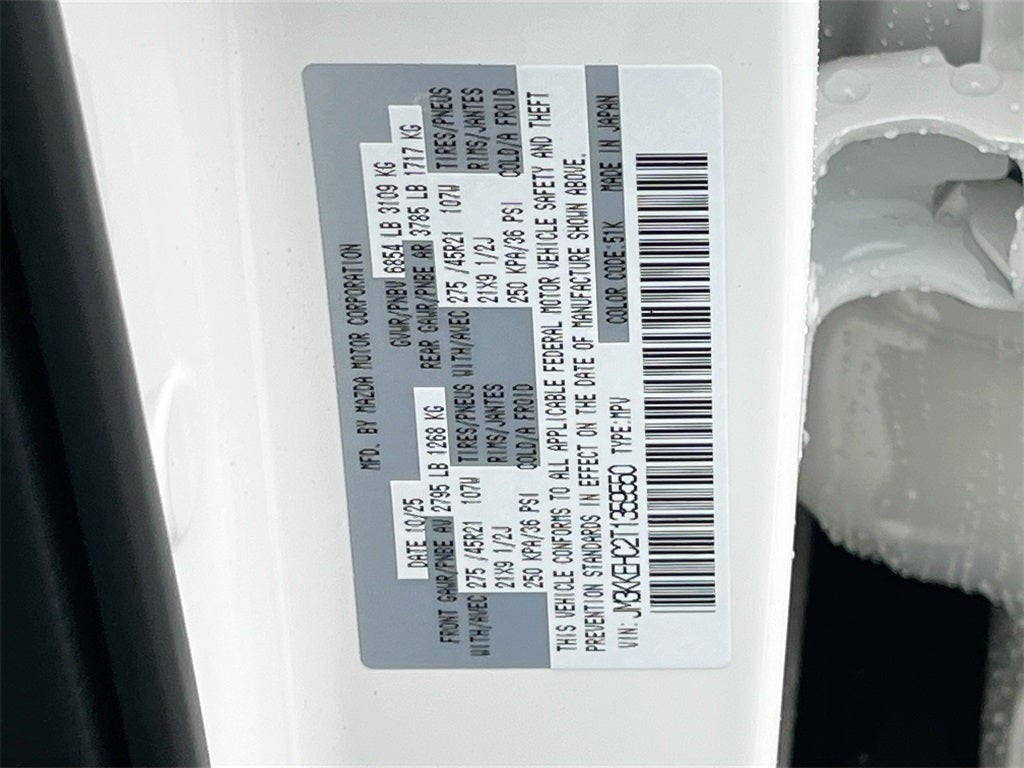 MFD. BY MAZDA MOTOR CORPORATION
DATE 10/25 GVWR/PNBV 6854 LB 3109 KG
FRONT GAWR/PNBE AV 2795 LB 1268 KG REAR GAWR/PNBE AR 3785 LB 1717 KG
WITH/AVEC 275 /45R21 107W TIRES/PNEUS WITH/AVEC 275 /45R21 107W TIRES/PNEUS
21X9 1/2J RIMS/JANTES 21X9 1/2J RIMS/JANTES
250 KPA/36 PSI COLD/A FROID 250 KPA/36 PSI COLD/A FROID
THIS VEHICLE CONFORMS TO ALL APPLICABLE FEDERAL MOTOR VEHICLE SAFETY AND THEFT
PREVENTION STANDARDS IN EFFECT ON THE DATE OF MANUFACTURE SHOWN ABOVE.
VIN: JM3KKEHC2T1359550 TYPE:MPV COLOR CODE:51K MADE IN JAPAN